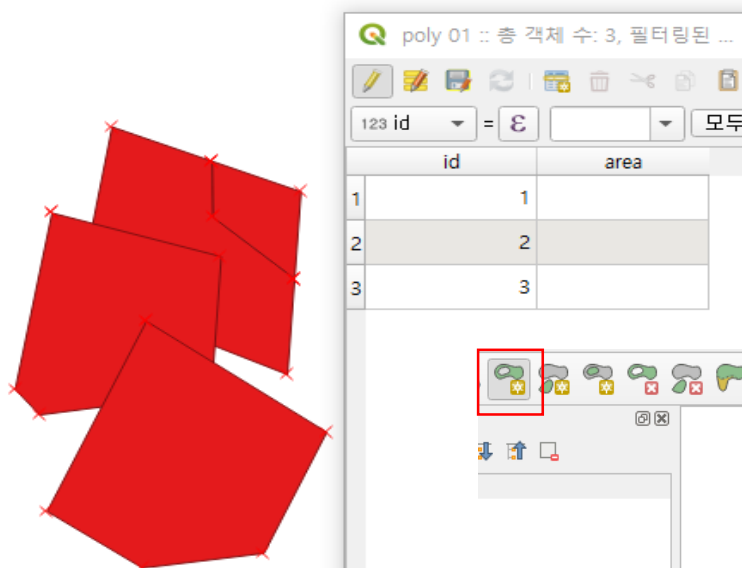 poly 01 :: 총 객체 수: 3, 필터링된 ...
123 id = ε 모두
id area
1 1
2 2
3 3